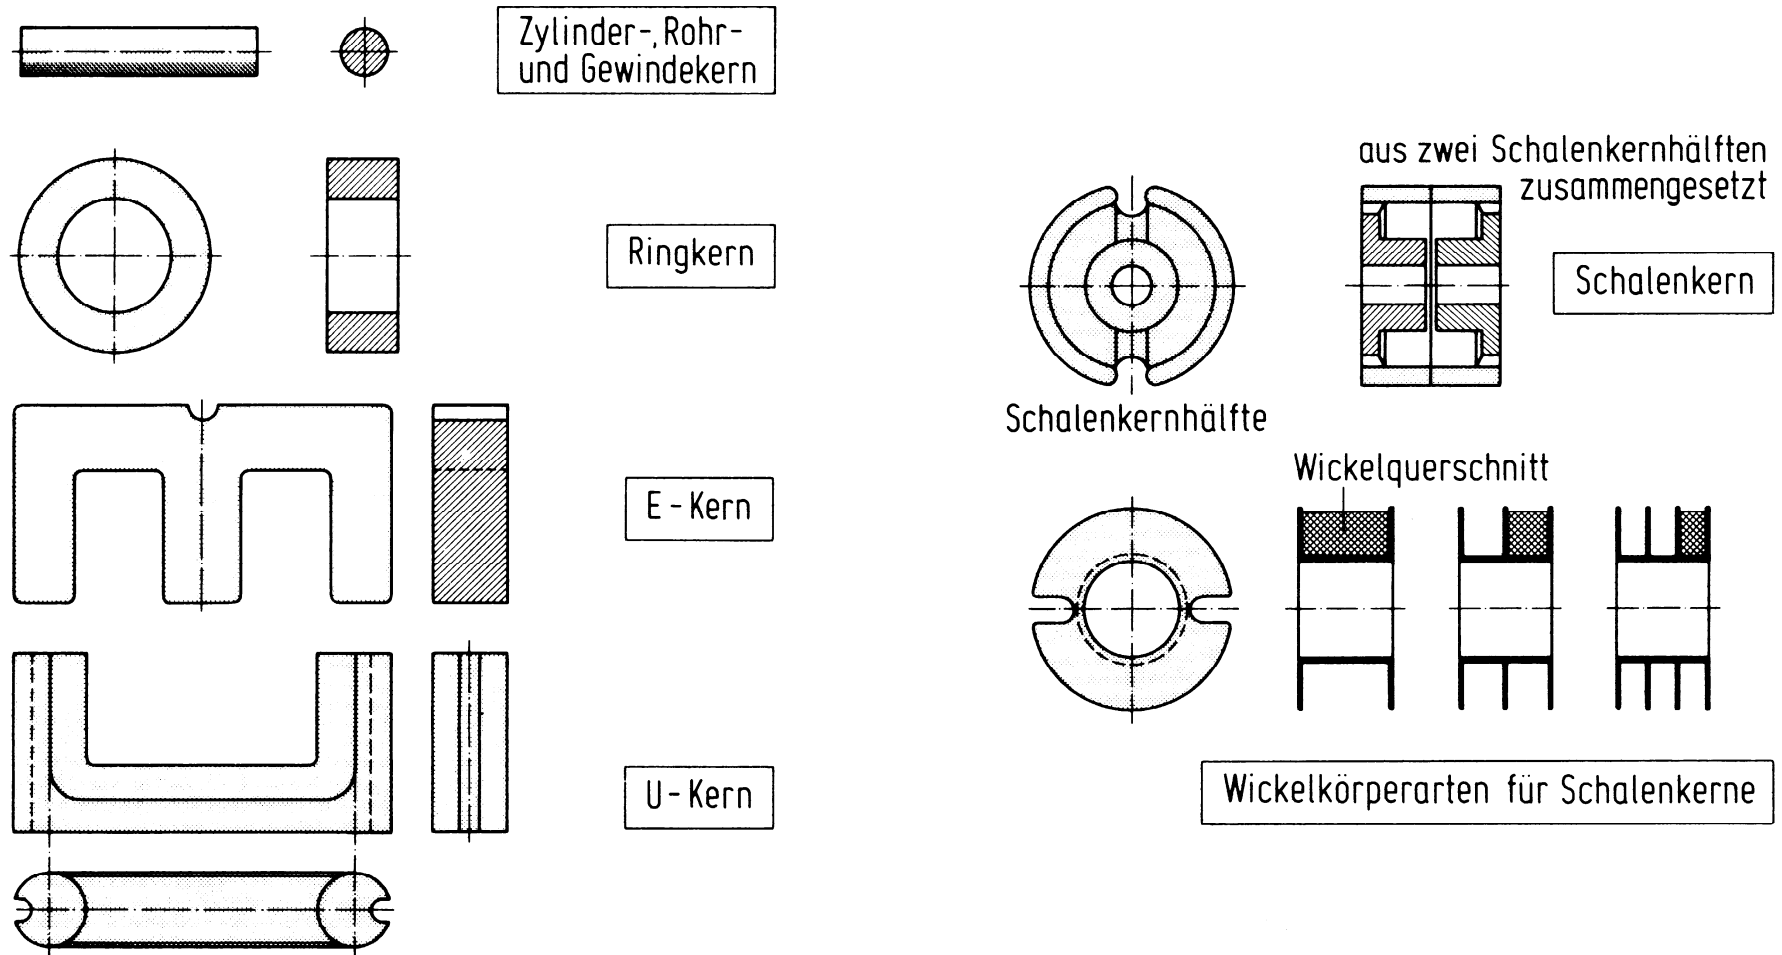 Zylinder-, Rohr-
und Gewindekern
Ringkern
E-Kern
U-Kern
aus zwei Schalenkernhälften
zusammengesetzt
Schalenkern
Schalenkernhälfte
Wickelquerschnitt
Wickelkörperarten für Schalenkerne